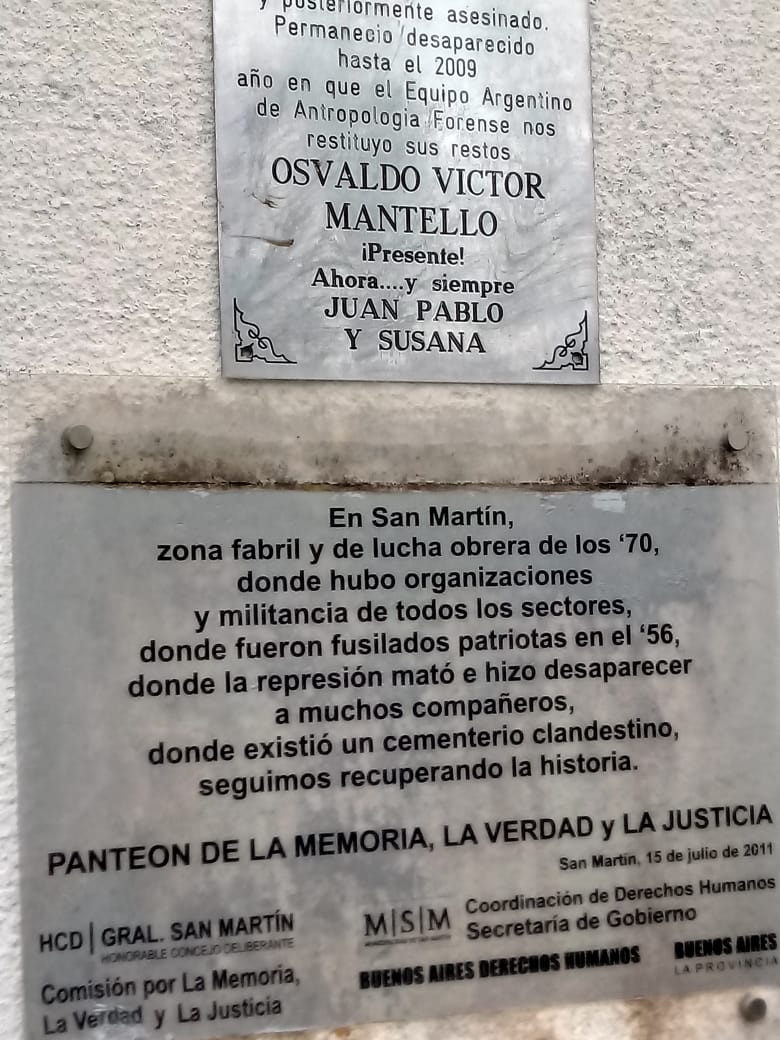 y posteriormente asesinado.
Permanecio desaparecido
hasta el 2009
año en que el Equipo Argentino
de Antropologia Forense nos
restituyo sus restos
OSVALDO VICTOR
MANTELLO
¡Presente!
Ahora....y siempre
JUAN PABLO
Y SUSANA
En San Martín,
zona fabril y de lucha obrera de los ‘70,
donde hubo organizaciones
y militancia de todos los sectores,
donde fueron fusilados patriotas en el ‘56,
donde la represión mató e hizo desaparecer
a muchos compañeros,
donde existió un cementerio clandestino,
seguimos recuperando la historia.
PANTEON DE LA MEMORIA, LA VERDAD y LA JUSTICIA
San Martín, 15 de julio de 2011
HCD | GRAL. SAN MARTÍN
HONORABLE CONCEJO DELIBERANTE
Comisión por La Memoria,
La Verdad y La Justicia
M|S|M
Coordinación de Derechos Humanos
Secretaría de Gobierno
BUENOS AIRES DERECHOS HUMANOS
BUENOS AIRES
LA PROVINCIA